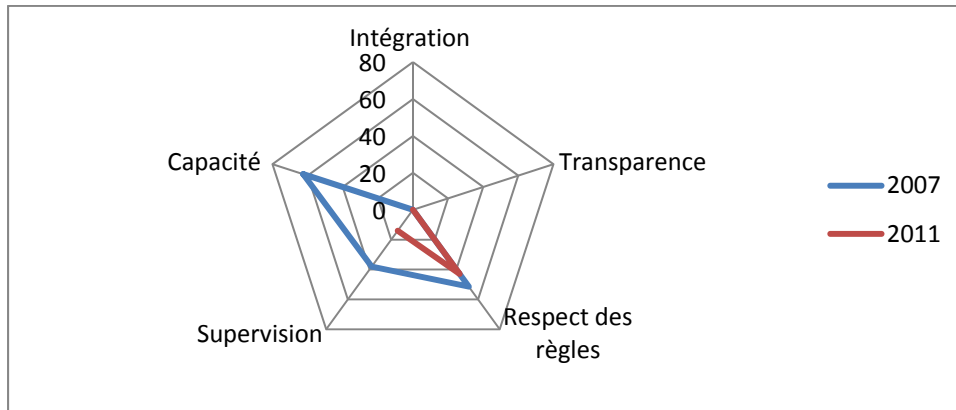 Intégration
80
60
40
20
0
Capacité
Transparence
2007
2011
Supervision
Respect des
règles